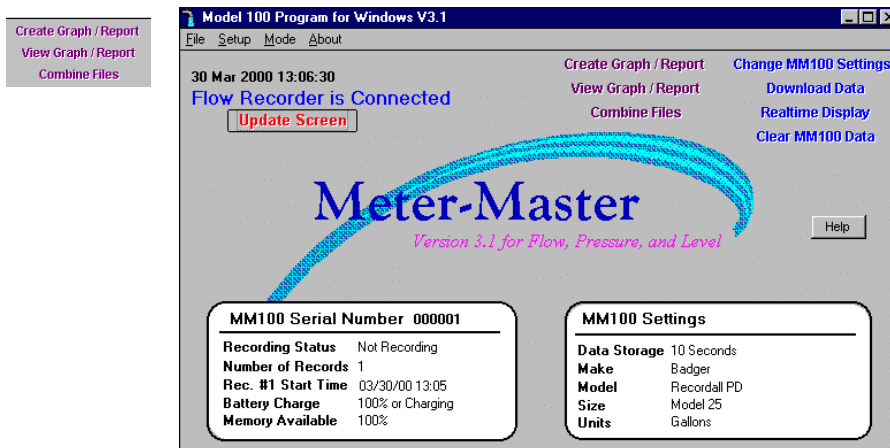 Create Graph / Report
View Graph / Report
Combine Files
Model 100 Program for Windows V3.1
File Setup Mode About
30 Mar 2000 13:06:30
Flow Recorder is Connected
Update Screen
Create Graph / Report
View Graph / Report
Combine Files
Change MM100 Settings
Download Data
Realtime Display
Clear MM100 Data
Meter-Master
Version 3.1 for Flow, Pressure, and Level
Help
MM100 Serial Number 000001
Recording Status Not Recording
Number of Records 1
Rec. #1 Start Time 03/30/00 13:05
Battery Charge 100% or Charging
Memory Available 100%
MM100 Settings
Data Storage 10 Seconds
Make Badger
Model Recordall PD
Size Model 25
Units Gallons